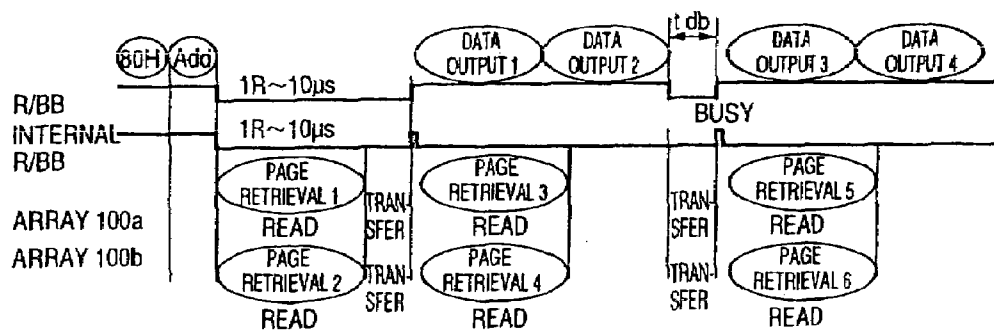 t db
80H Add DATA OUTPUT 1 DATA OUTPUT 2 DATA OUTPUT 3 DATA OUTPUT 4
R/BB 1R~10μs BUSY
INTERNAL R/BB 1R~10μs
ARRAY 100a PAGE RETRIEVAL 1 READ TRAN-SFER PAGE RETRIEVAL 3 READ TRAN-SFER PAGE RETRIEVAL 5 READ
ARRAY 100b PAGE RETRIEVAL 2 READ TRAN-SFER PAGE RETRIEVAL 4 READ TRAN-SFER PAGE RETRIEVAL 6 READ